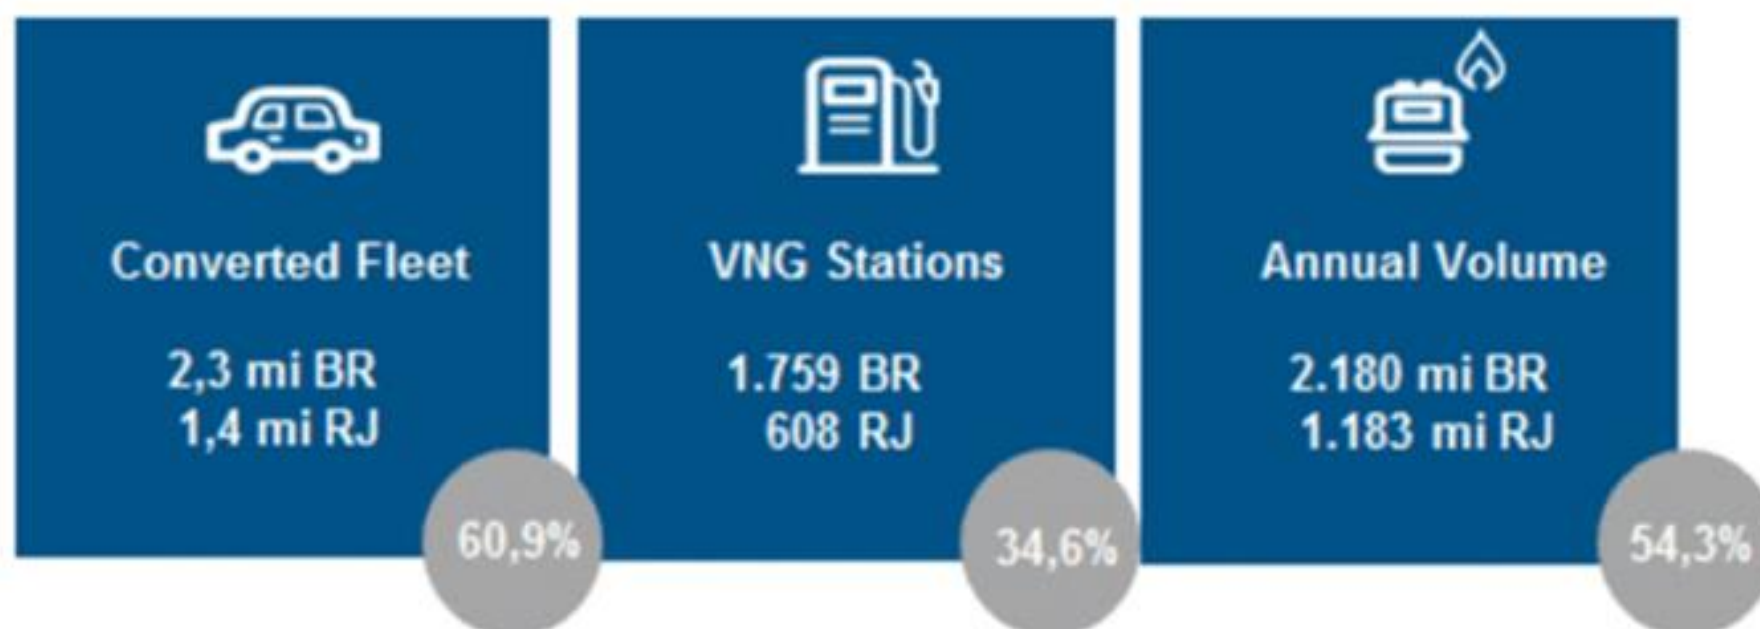 Converted Fleet
2,3 mi BR
1,4 mi RJ
60,9%
VNG Stations
1.759 BR
608 RJ
34,6%
Annual Volume
2.180 mi BR
1.183 mi RJ
54,3%